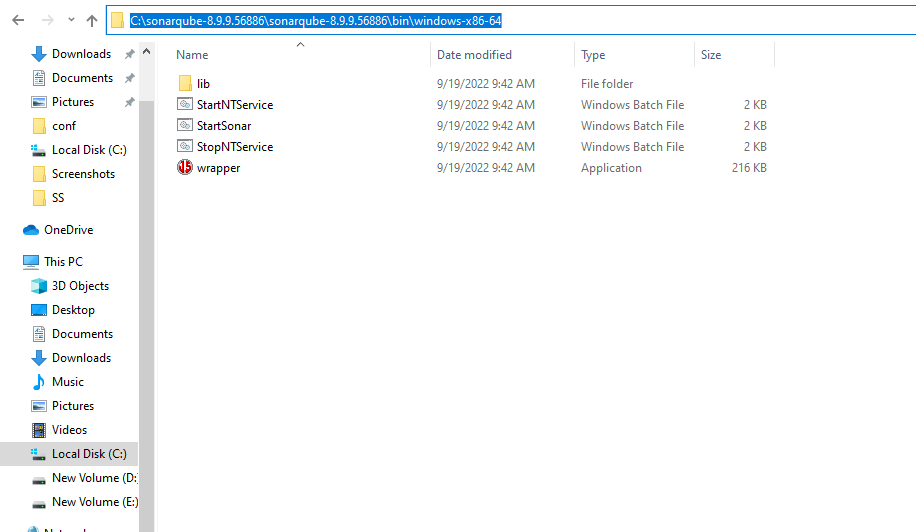 C:\sonarqube-8.9.9.56886\sonarqube-8.9.9.56886\bin\windows-x86-64
Name Date modified Type Size
lib 9/19/2022 9:42 AM File folder
StartNTService 9/19/2022 9:42 AM Windows Batch File 2 KB
StartSonar 9/19/2022 9:42 AM Windows Batch File 2 KB
StopNTService 9/19/2022 9:42 AM Windows Batch File 2 KB
wrapper 9/19/2022 9:42 AM Application 216 KB
Downloads
Documents
Pictures
conf
Local Disk (C:)
Screenshots
SS
OneDrive
This PC
3D Objects
Desktop
Documents
Downloads
Music
Pictures
Videos
Local Disk (C:)
New Volume (D:
New Volume (E:)